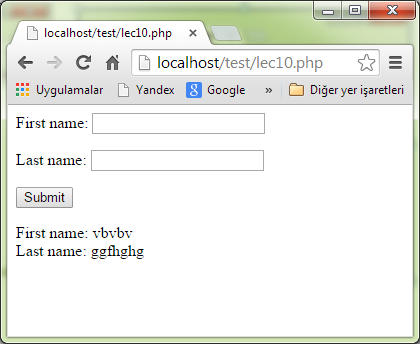 localhost/test/lec10.php
localhost/test/lec10.php
Uygulamalar Yandex Google » Diğer yer işaretleri
First name:
Last name:
Submit
First name: vbvbv
Last name: ggfhghg